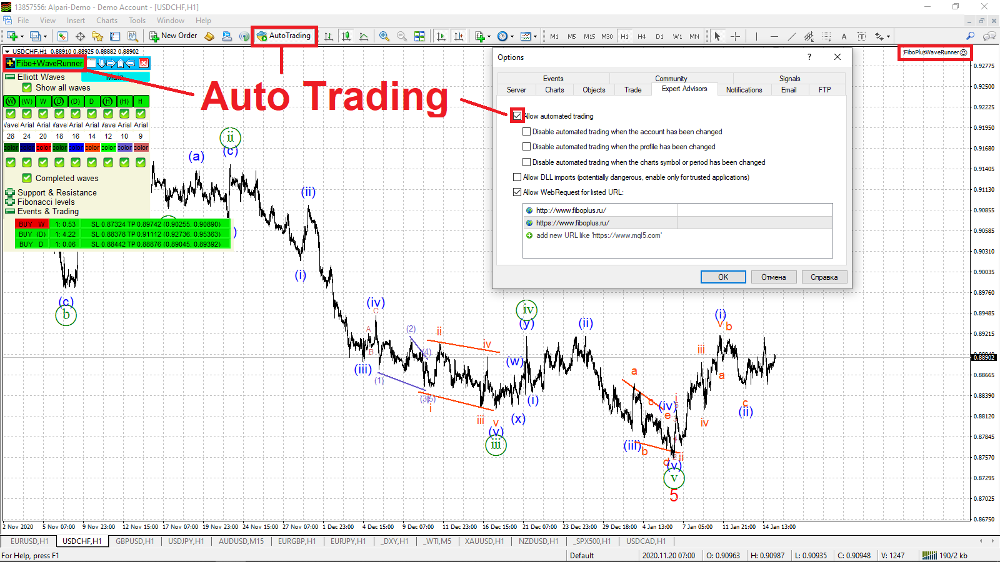 13857556: Alpari-Demo - Demo Account - [USDCHF,H1]
File View Insert Charts Tools Window Help
New Order AutoTrading M1 M5 M15 M30 H1 H4 D1 W1 MN
A T
USDCHF,H1 0.88910 0.88925 0.88882 0.88902
FiboPlusWaveRunner
Fibo+WaveRunner
Elliott Waves Main
Show all waves
(W) (W) W (D) (D) D (H) (H) H
Wave Arial Arial Arial Arial Arial Arial Arial Arial
28 24 20 18 16 14 12 10 9
color color color color color color color color color
Completed waves
Support & Resistance
Fibonacci levels
Events & Trading
BUY W 1: 0.53 SL 0.87324 TP 0.89742 (0.90255, 0.90890)
BUY (D) 1: 4.22 SL 0.88378 TP 0.91112 (0.92736, 0.95363)
BUY D 1: 0.06 SL 0.88442 TP 0.88876 (0.89045, 0.89392)
Auto Trading
Options
?
Events Community Signals
Server Charts Objects Trade Expert Advisors Notifications Email FTP
Allow automated trading
Disable automated trading when the account has been changed
Disable automated trading when the profile has been changed
Disable automated trading when the charts symbol or period has been changed
Allow DLL imports (potentially dangerous, enable only for trusted applications)
Allow WebRequest for listed URL:
http://www.fiboplus.ru/
https://www.fiboplus.ru/
add new URL like 'https://www.mql5.com'
OK Отмена Справка
ii
(a) (c)
(ii)
)
(i)
(c)
b
(iv)
C
A
B
(iii)
(1)
(2)
(4)
ii
iv
i
iii
v
(v)
iii
iv
(y)
(w)
(i)
(x)
(ii)
a
c
(iv)
e
(iii)
b
d
ii
(v)
v
5
i
iii
iv
(i)
v b
a
c
(ii)
0.92775
0.92500
0.92225
0.91950
0.91680
0.91405
0.91130
0.90855
0.90585
0.90310
0.90035
0.89760
0.89485
0.89215
0.88902
0.88665
0.88390
0.88120
0.87845
0.87570
0.87295
0.87025
0.86750
2 Nov 2020 5 Nov 07:00 9 Nov 23:00 12 Nov 15:00 17 Nov 07:00 19 Nov 23:00 24 Nov 15:00 27 Nov 07:00 1 Dec 23:00 4 Dec 15:00 9 Dec 07:00 11 Dec 23:00 16 Dec 15:00 21 Dec 07:00 23 Dec 23:00 29 Dec 18:00 4 Jan 13:00 7 Jan 05:00 11 Jan 21:00 14 Jan 13:00
EURUSD,H1 USDCHF,H1 GBPUSD,H1 USDJPY,H1 AUDUSD,M15 EURGBP,H1 EURJPY,H1 _DXY,H1 _WTI,M5 XAUUSD,H1 NZDUSD,H1 _SPX500,H1 USDCAD,H1
For Help, press F1 Default 2020.11.20 07:00 O: 0.90963 H: 0.90987 L: 0.90935 C: 0.90948 V: 1247 190/2 kb